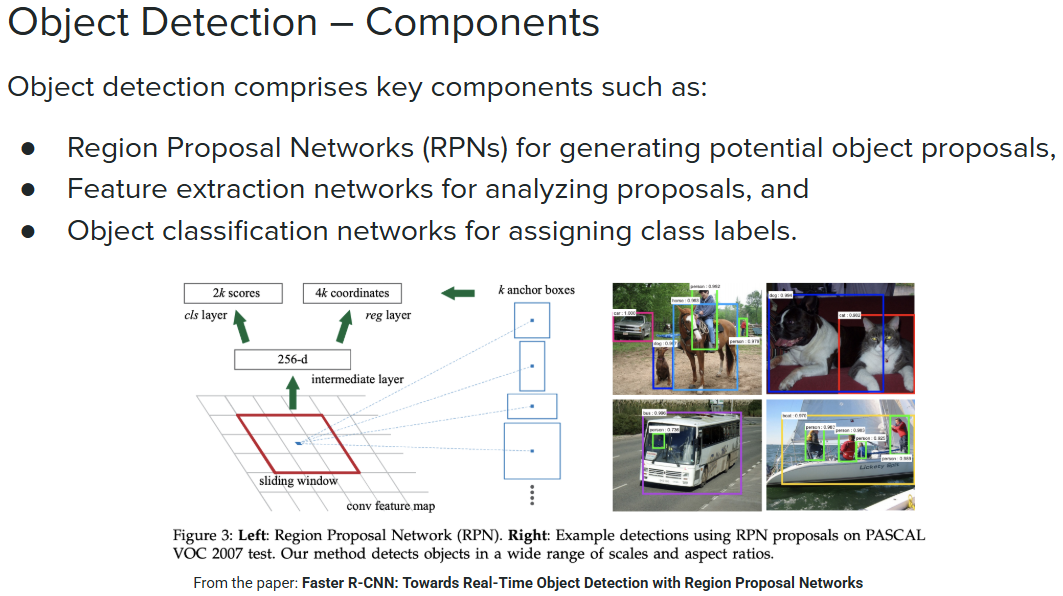 Object Detection – Components
Object detection comprises key components such as:
● Region Proposal Networks (RPNs) for generating potential object proposals,
● Feature extraction networks for analyzing proposals, and
● Object classification networks for assigning class labels.
2k scores
4k coordinates
k anchor boxes
cls layer
reg layer
256-d
intermediate layer
sliding window
conv feature map
person : 0.992
horse : 0.993
car : 1.000
dog : 0.997
person : 0.979
dog : 0.994
cat : 0.982
bus : 0.996
person : 0.736
boat : 0.970
person : 0.983
person : 0.925
person : 0.989
Lickety Split
Figure 3: Left: Region Proposal Network (RPN). Right: Example detections using RPN proposals on PASCAL
VOC 2007 test. Our method detects objects in a wide range of scales and aspect ratios.
From the paper: Faster R-CNN: Towards Real-Time Object Detection with Region Proposal Networks